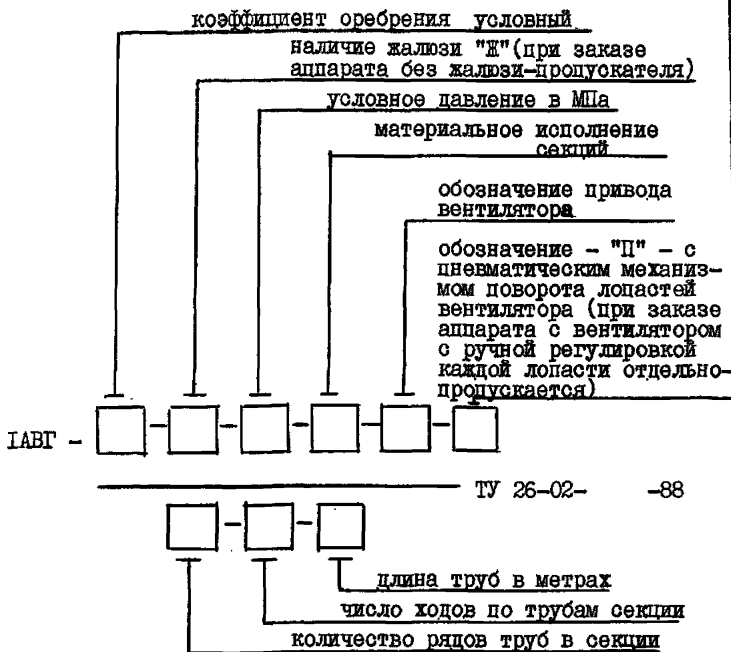 коэффициент оребрения условный
наличие жалюзи "Ж"(при заказе
аппарата без жалюзи-пропускателя)
условное давление в МПа
материальное исполнение
секций
обозначение привода
вентилятора
обозначение - "П" - с
пневматическим механиз-
мом поворота лопастей
вентилятора (при заказе
аппарата с вентилятором
с ручной регулировкой
каждой лопасти отдельно-
пропускается)
IАВГ -
ТУ 26-02- -88
длина труб в метрах
число ходов по трубам секции
количество рядов труб в секции